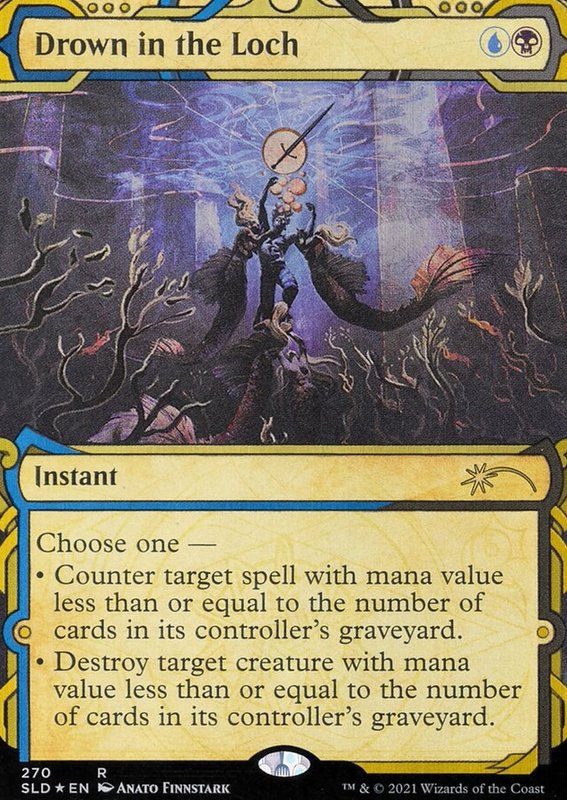 Drown in the Loch
Instant
Choose one —
• Counter target spell with mana value
less than or equal to the number of
cards in its controller's graveyard.
• Destroy target creature with mana
value less than or equal to the number
of cards in its controller's graveyard.
270 R
SLD ★ EN Anato Finnstark
™ & © 2021 Wizards of the Coast